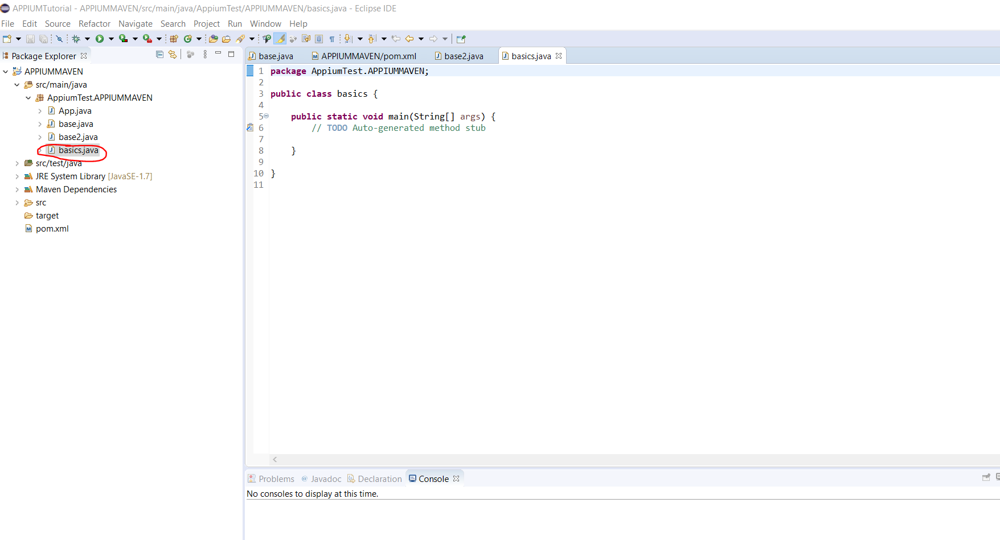 APPIUMTutorial - APPIUMMAVEN/src/main/java/AppiumTest/APPIUMMAVEN/basics.java - Eclipse IDE
File Edit Source Refactor Navigate Search Project Run Window Help
Package Explorer
APPIUMMAVEN
src/main/java
AppiumTest.APPIUMMAVEN
App.java
base.java
base2.java
basics.java
src/test/java
JRE System Library [JavaSE-1.7]
Maven Dependencies
src
target
pom.xml
base.java APPIUMMAVEN/pom.xml base2.java basics.java
1 package AppiumTest.APPIUMMAVEN;
2
3 public class basics {
4
5 public static void main(String[] args) {
6 // TODO Auto-generated method stub
7
8 }
9
10 }
11
Problems @ Javadoc Declaration Console
No consoles to display at this time.